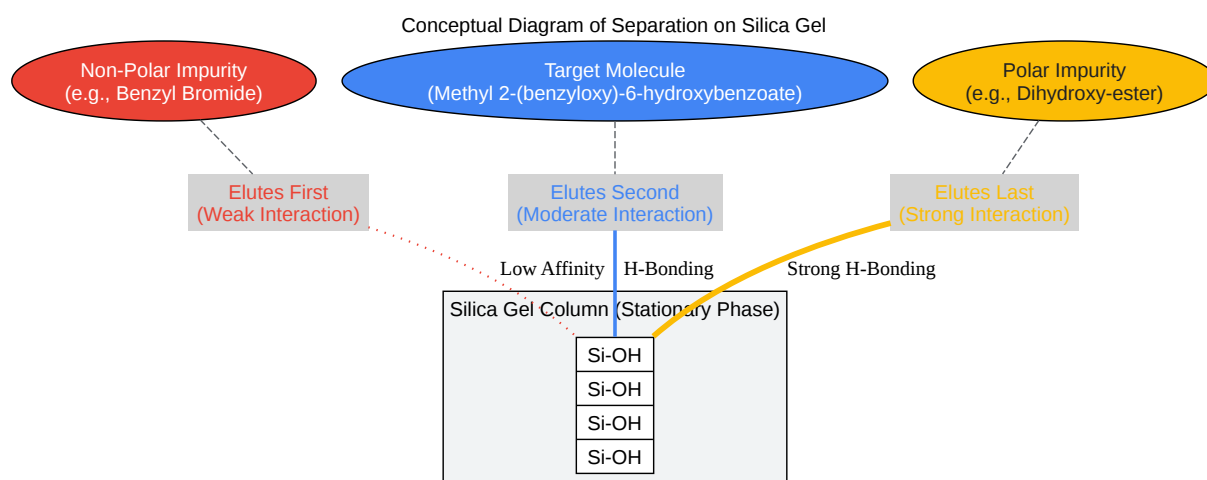 Conceptual Diagram of Separation on Silica Gel
Non-Polar Impurity
(e.g., Benzyl Bromide)
Target Molecule
(Methyl 2-(benzyloxy)-6-hydroxybenzoate)
Polar Impurity
(e.g., Dihydroxy-ester)
Elutes First
(Weak Interaction)
Elutes Second
(Moderate Interaction)
Elutes Last
(Strong Interaction)
Low Affinity
H-Bonding
Strong H-Bonding
Silica Gel Column (Stationary Phase)
Si-OH
Si-OH
Si-OH
Si-OH